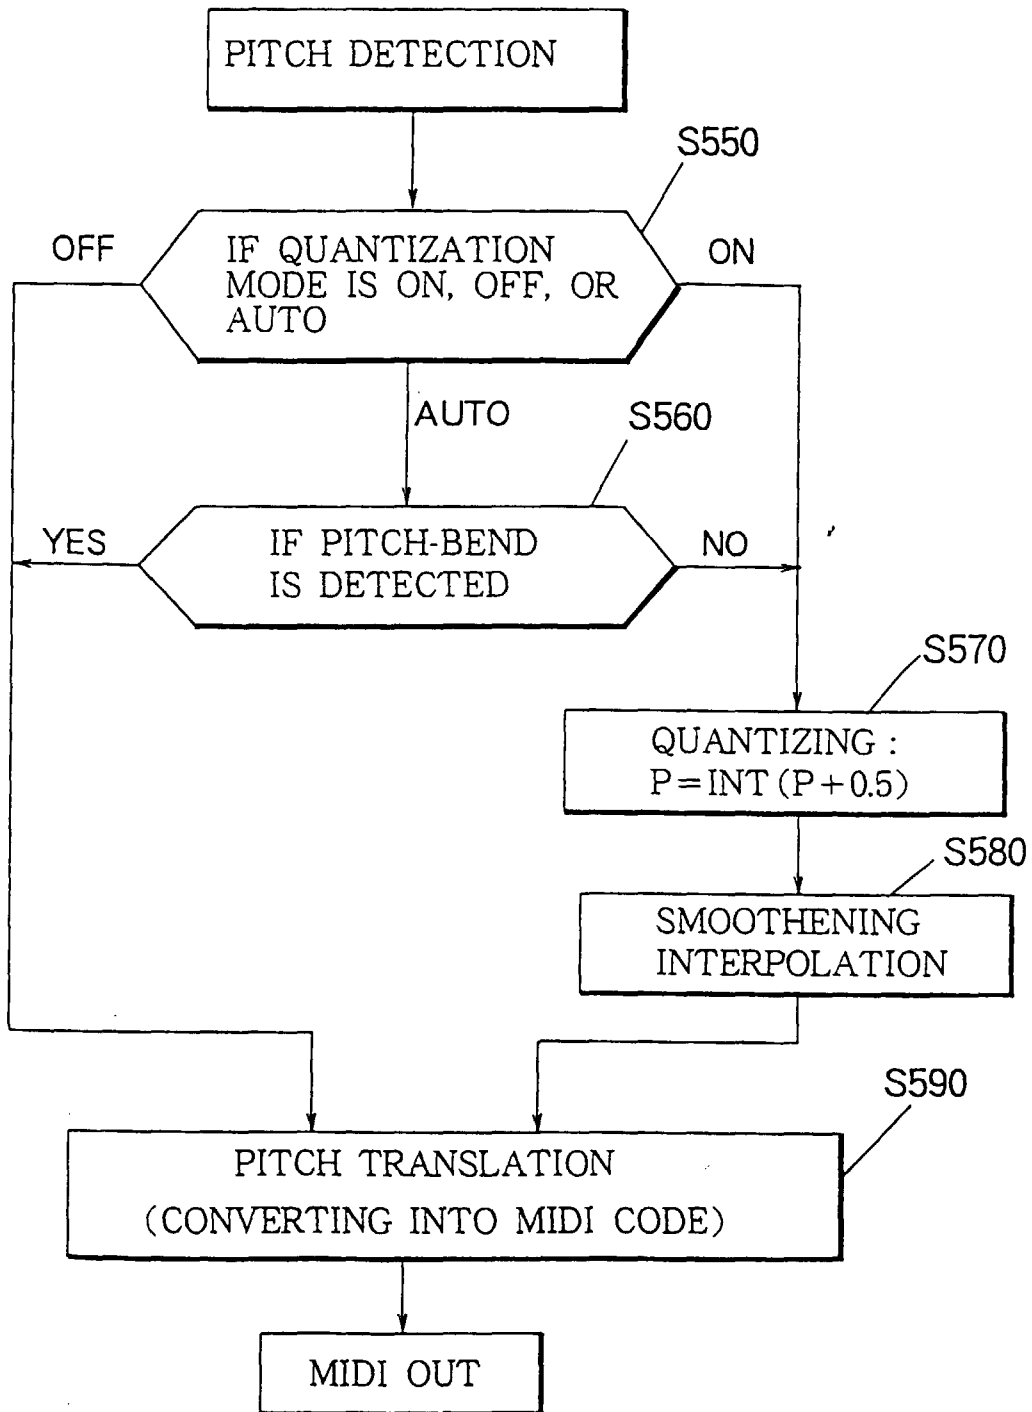 PITCH DETECTION
S550
OFF
IF QUANTIZATION
MODE IS ON, OFF, OR
AUTO
ON
AUTO
S560
YES
IF PITCH-BEND
IS DETECTED
NO
S570
QUANTIZING :
P=INT (P+0.5)
S580
SMOOTHENING
INTERPOLATION
S590
PITCH TRANSLATION
(CONVERTING INTO MIDI CODE)
MIDI OUT